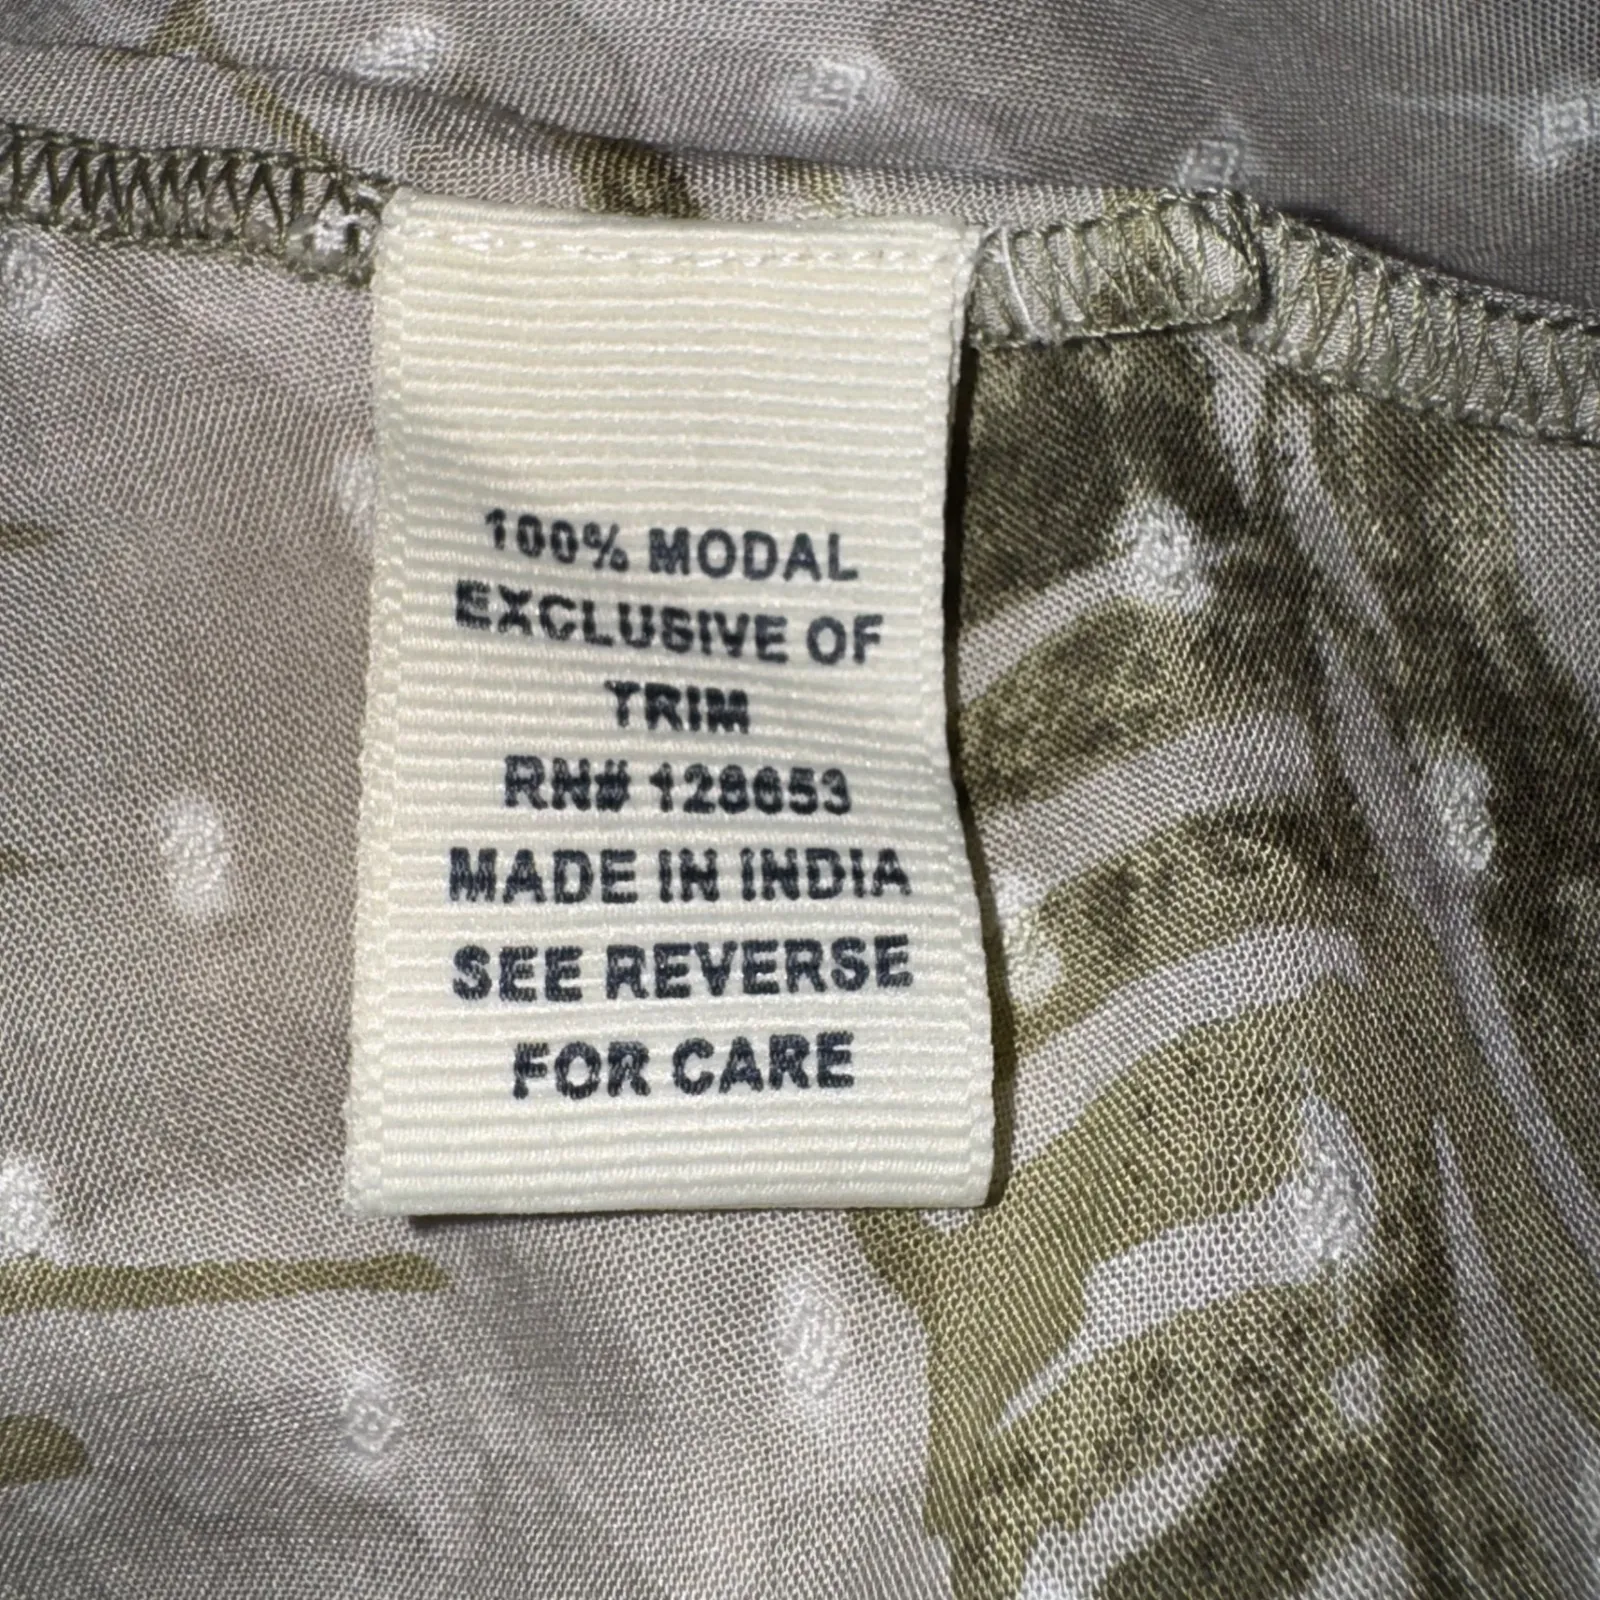 100% MODAL
EXCLUSIVE OF
TRIM
RN# 128653
MADE IN INDIA
SEE REVERSE
FOR CARE